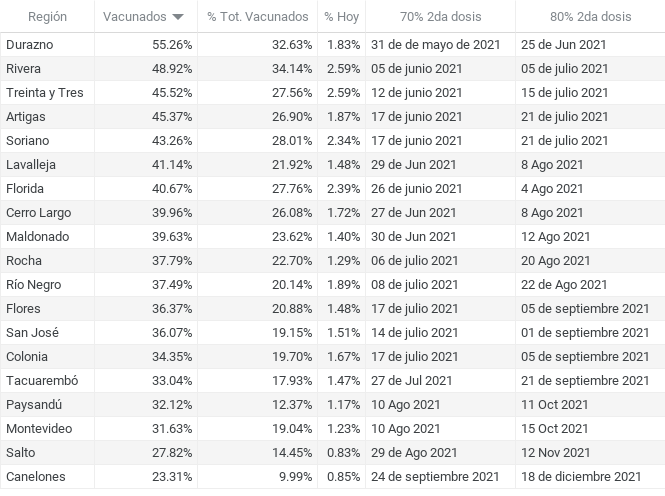 Región Vacunados % Tot. Vacunados % Hoy 70% 2da dosis 80% 2da dosis
Durazno 55.26% 32.63% 1.83% 31 de de mayo de 2021 25 de Jun 2021
Rivera 48.92% 34.14% 2.59% 05 de junio 2021 05 de julio 2021
Treinta y Tres 45.52% 27.56% 2.59% 12 de junio 2021 15 de julio 2021
Artigas 45.37% 26.90% 1.87% 17 de junio 2021 21 de julio 2021
Soriano 43.26% 28.01% 2.34% 17 de junio 2021 21 de julio 2021
Lavalleja 41.14% 21.92% 1.48% 29 de Jun 2021 8 Ago 2021
Florida 40.67% 27.76% 2.39% 26 de junio 2021 4 Ago 2021
Cerro Largo 39.96% 26.08% 1.72% 27 de Jun 2021 8 Ago 2021
Maldonado 39.63% 23.62% 1.40% 30 de Jun 2021 12 Ago 2021
Rocha 37.79% 22.70% 1.29% 06 de julio 2021 20 Ago 2021
Río Negro 37.49% 20.14% 1.89% 08 de julio 2021 22 de Ago 2021
Flores 36.37% 20.88% 1.48% 17 de julio 2021 05 de septiembre 2021
San José 36.07% 19.15% 1.51% 14 de julio 2021 01 de septiembre 2021
Colonia 34.35% 19.70% 1.67% 17 de julio 2021 05 de septiembre 2021
Tacuarembó 33.04% 17.93% 1.47% 27 de Jul 2021 21 de septiembre 2021
Paysandú 32.12% 12.37% 1.17% 10 Ago 2021 11 Oct 2021
Montevideo 31.63% 19.04% 1.23% 10 Ago 2021 15 Oct 2021
Salto 27.82% 14.45% 0.83% 29 de Ago 2021 12 Nov 2021
Canelones 23.31% 9.99% 0.85% 24 de septiembre 2021 18 de diciembre 2021